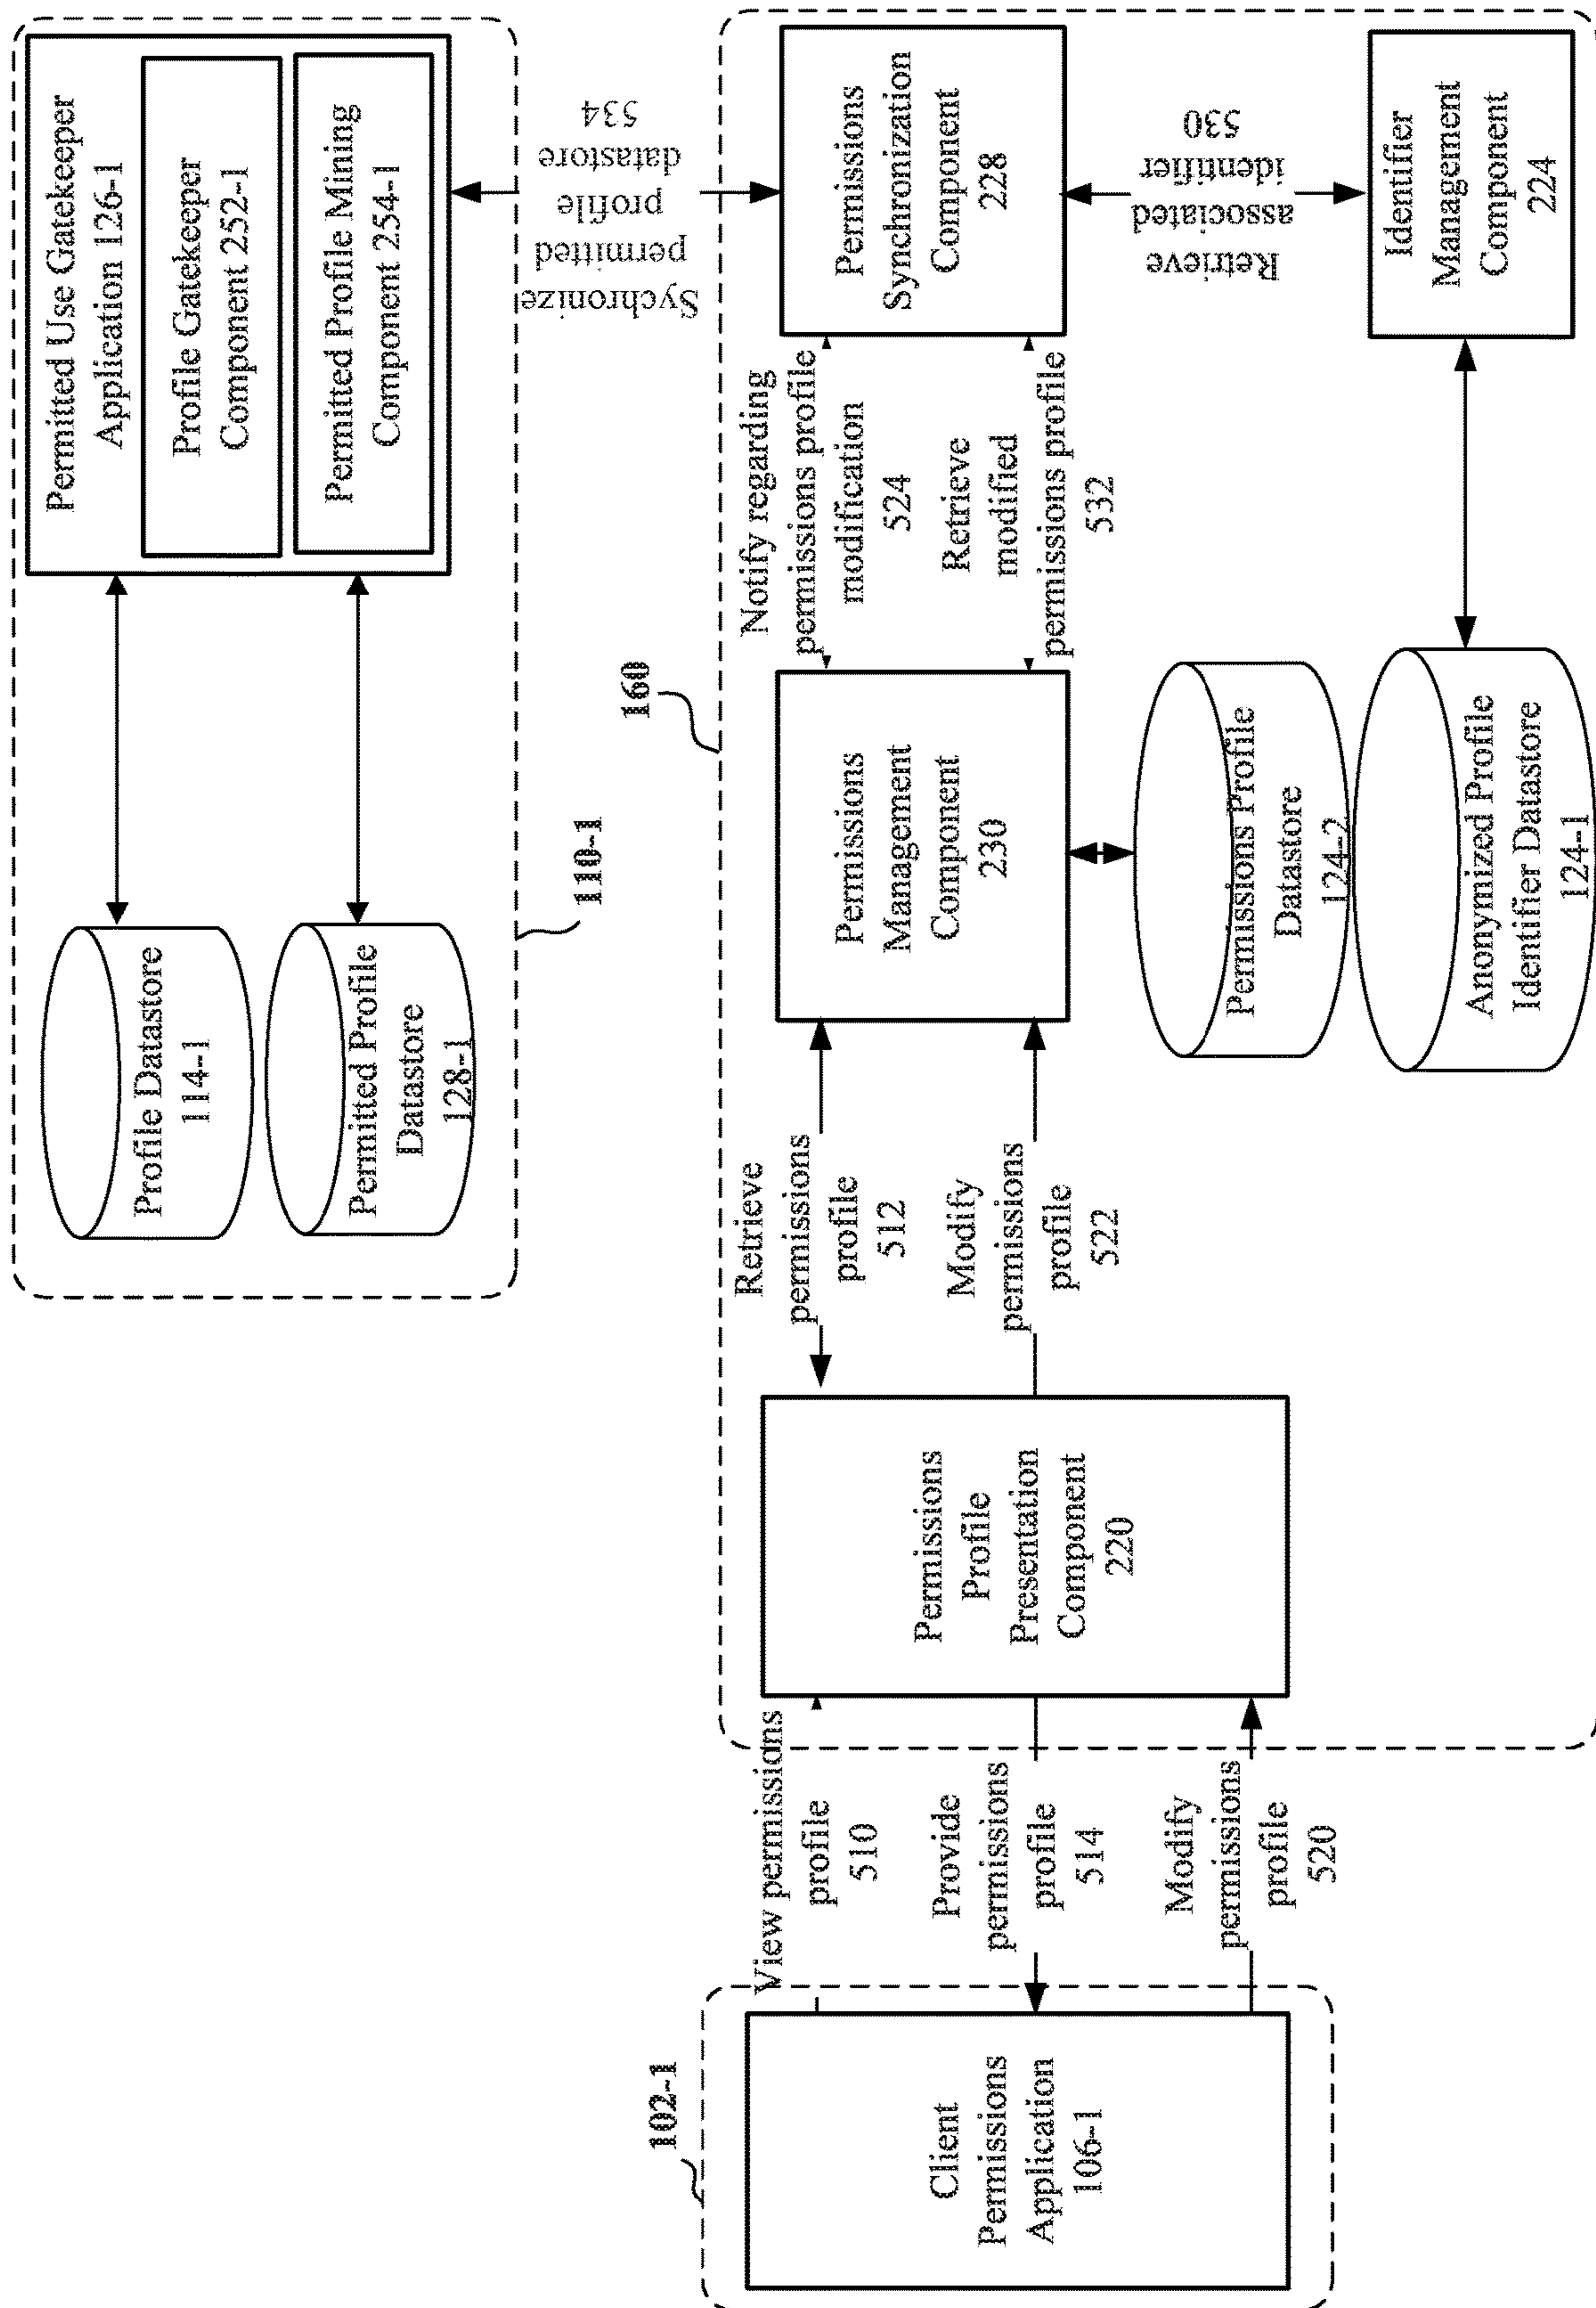 102-1
Client
Permissions
Application
106-1
View permissions
profile
510
Provide
permissions
profile
514
Modify
permissions
profile
520
160
Permissions
Profile
Presentation
Component
220
Retrieve
permissions
profile
512
Modify
permissions
profile
522
Permissions
Management
Component
230
Permissions Profile
Datastore
124-2
Anonymized Profile
Identifier Datastore
124-1
Notify regarding
permissions profile
modification
524
Retrieve
modified
permissions profile
532
Permissions
Synchronization
Component
228
Retrieve
associated
identifier
530
Identifier
Management
Component
224
Sychronize
permitted
profile
datastore
534
110-1
Profile Datastore
114-1
Permitted Profile
Datastore
128-1
Permitted Use Gatekeeper
Application 126-1
Profile Gatekeeper
Component 252-1
Permitted Profile Mining
Component 254-1